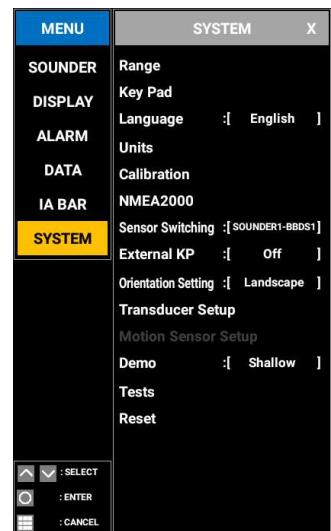 MENU
SOUNDER
DISPLAY
ALARM
DATA
IA BAR
SYSTEM
: SELECT
: ENTER
: CANCEL
SYSTEM X
Range
Key Pad
Language :[ English ]
Units
Calibration
NMEA2000
Sensor Switching :[ SOUNDER1-BBDS1 ]
External KP :[ Off ]
Orientation Setting :[ Landscape ]
Transducer Setup
Motion Sensor Setup
Demo :[ Shallow ]
Tests
Reset